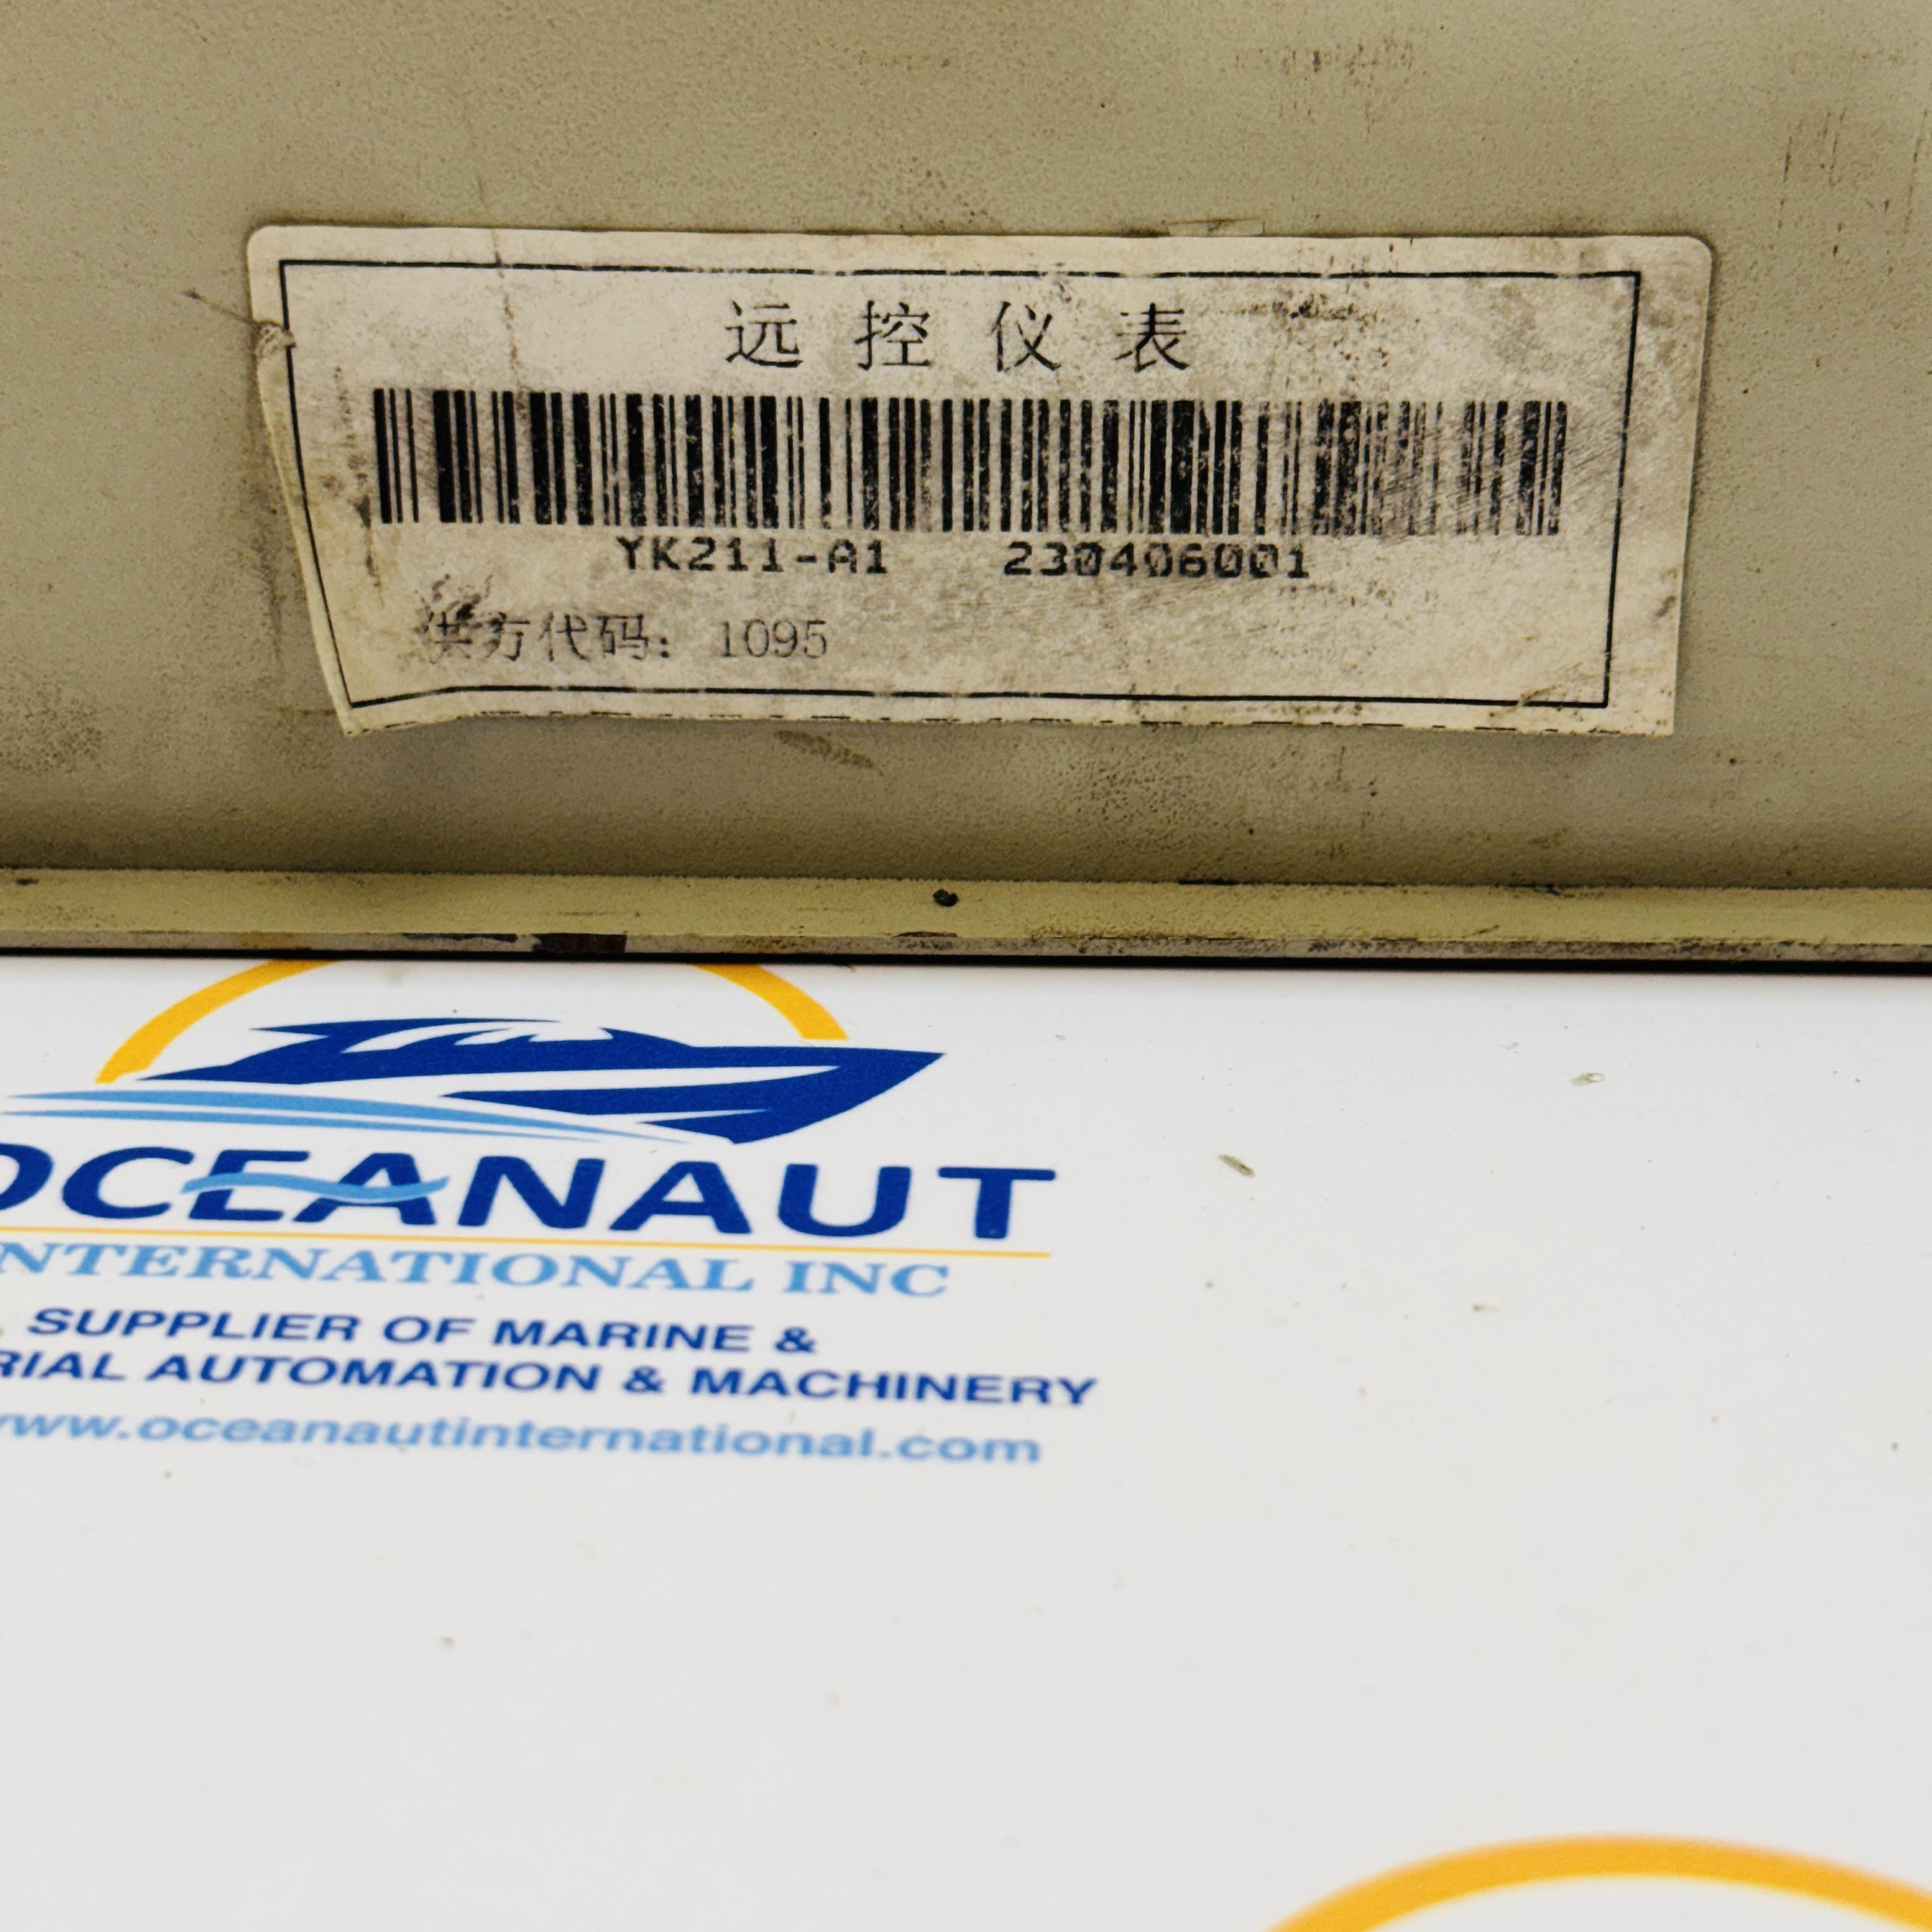 远控仪表
YK211-A1 230406001
供方代码: 1095
OCEANAUT
INTERNATIONAL INC
SUPPLIER OF MARINE &
RIAL AUTOMATION & MACHINERY
www.oceanautinternational.com